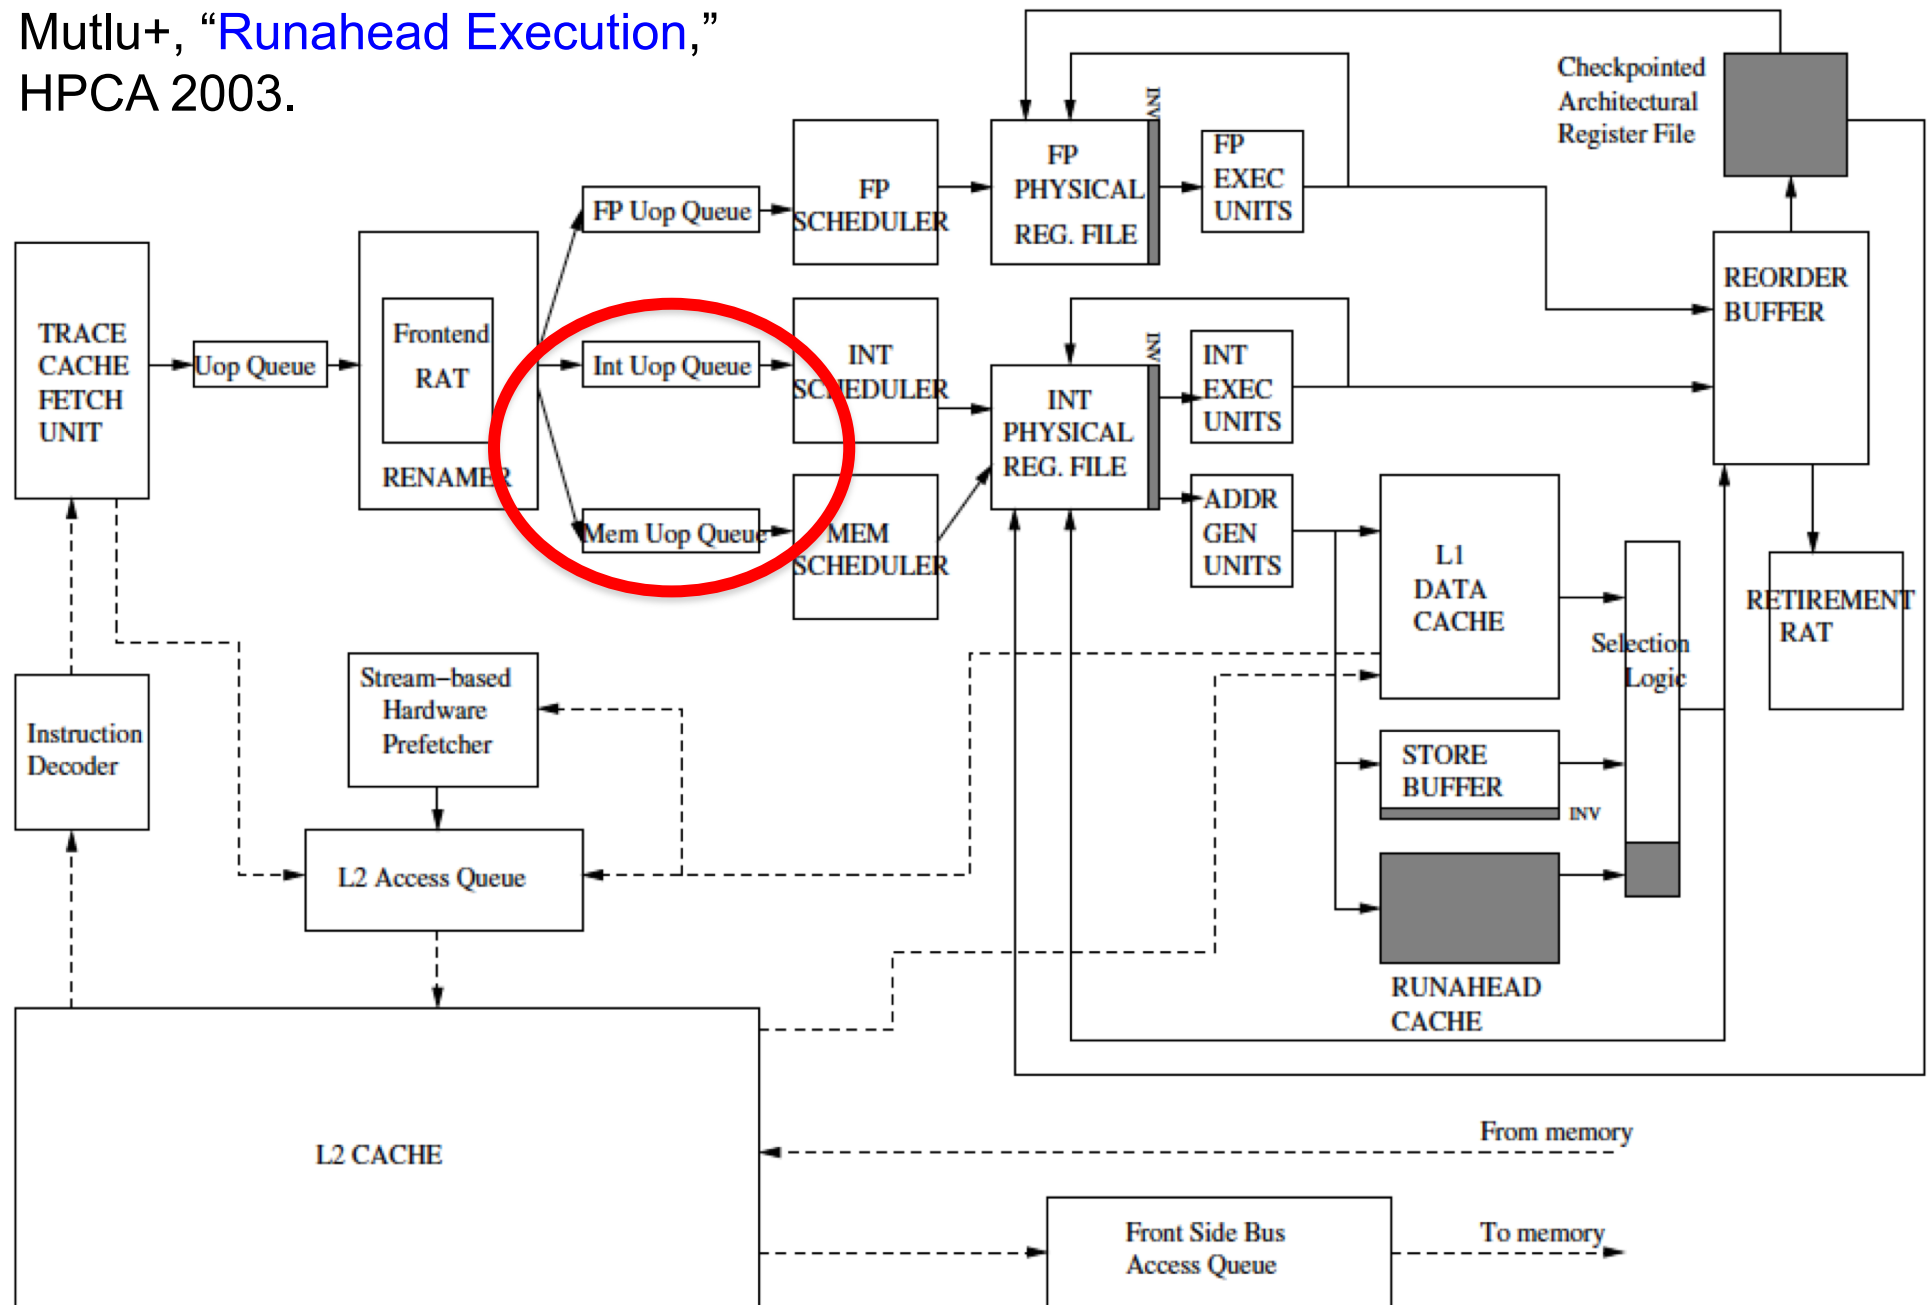 Mutlu+, “Runahead Execution,”
HPCA 2003.
Checkpointed
Architectural
Register File
INV
FP
PHYSICAL
REG. FILE
FP
EXEC
UNITS
FP
SCHEDULER
FP Uop Queue
REORDER
BUFFER
TRACE
CACHE
FETCH
UNIT
Uop Queue
Frontend
RAT
RENAMER
Int Uop Queue
INT
SCHEDULER
INV
INT
PHYSICAL
REG. FILE
INT
EXEC
UNITS
Mem Uop Queue
MEM
SCHEDULER
ADDR
GEN
UNITS
L1
DATA
CACHE
Selection
Logic
RETIREMENT
RAT
Stream–based
Hardware
Prefetcher
Instruction
Decoder
STORE
BUFFER
INV
L2 Access Queue
RUNAHEAD
CACHE
L2 CACHE
From memory
Front Side Bus
Access Queue
To memory